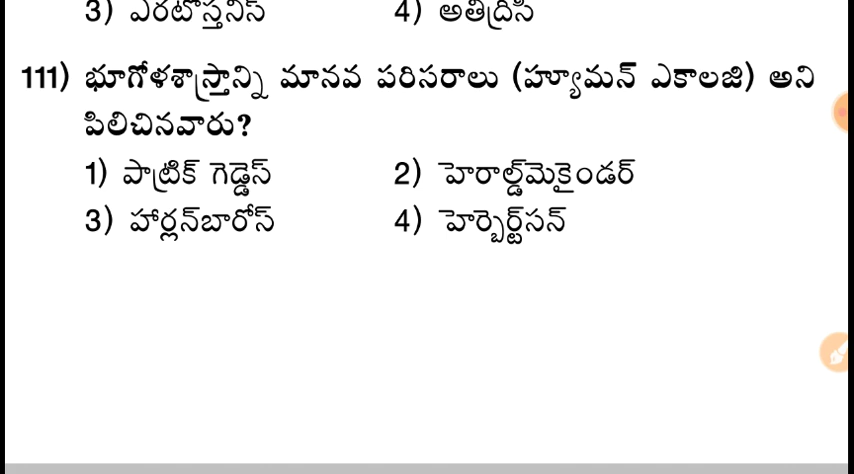 3) ఎరటోస్తనీస్ 4) అతిద్రిసి
111) భూగోళశాస్త్రాన్ని మానవ పరిసరాలు (హ్యూమన్ ఎకాలజి) అని
పిలిచినవారు?
1) పాట్రిక్ గెడ్డెస్ 2) హెరాల్డ్‌మెకైండర్
3) హార్లన్‌బారోస్ 4) హెర్బెర్ట్‌సన్